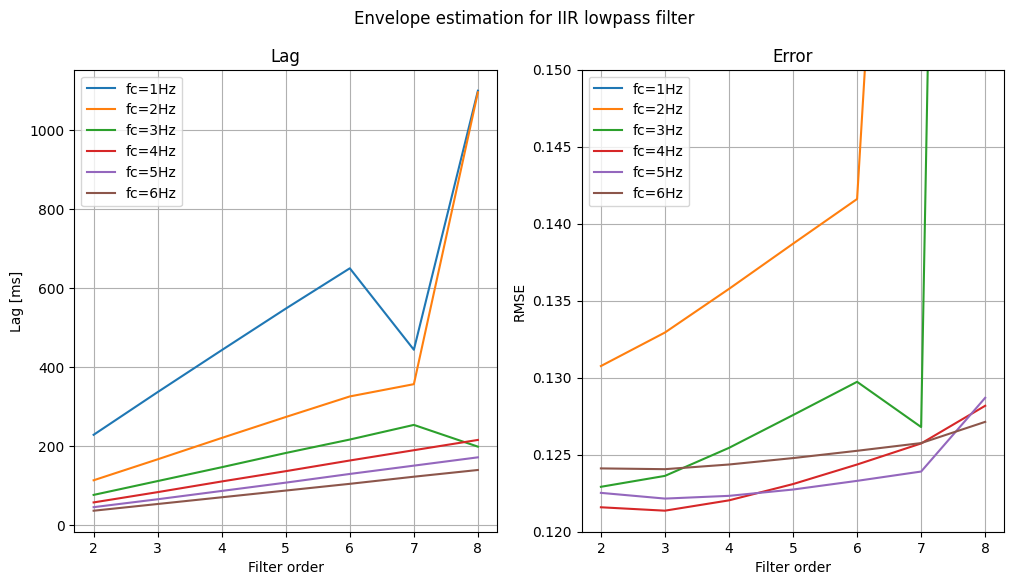 Envelope estimation for IIR lowpass filter
Lag
fc=1Hz
fc=2Hz
fc=3Hz
fc=4Hz
fc=5Hz
fc=6Hz
1000
800
600
400
200
0
Lag [ms]
2 3 4 5 6 7 8
Filter order
Error
fc=1Hz
fc=2Hz
fc=3Hz
fc=4Hz
fc=5Hz
fc=6Hz
0.150
0.145
0.140
0.135
0.130
0.125
0.120
RMSE
2 3 4 5 6 7 8
Filter order